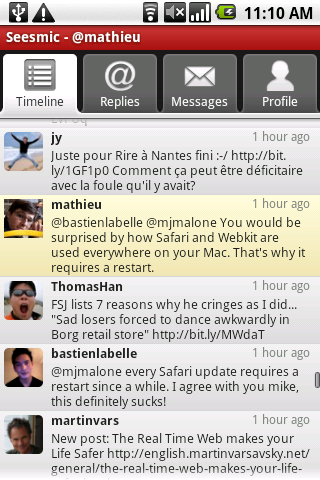 11:10 AM
Seesmic - @mathieu
Timeline
Replies
Messages
Profile
jy 1 hour ago
Juste pour Rire à Nantes fini :-/ http://bit.
ly/1GF1p0 Comment ça peut être déficitaire
avec la foule qu'il y avait?
mathieu 1 hour ago
@bastienlabelle @mjmalone You would be
surprised by how Safari and Webkit are
used everywhere on your Mac. That's why it
requires a restart.
ThomasHan 1 hour ago
FSJ lists 7 reasons why he cringes as I did...
"Sad losers forced to dance awkwardly in
Borg retail store" http://bit.ly/MWdaT
bastienlabelle 1 hour ago
@mjmalone every Safari update requires a
restart since a while. I agree with you mike,
this definitely sucks!
martinvars 1 hour ago
New post: The Real Time Web makes your
Life Safer http://english.martinvarsavsky.net/
general/the-real-time-web-makes-your-life-